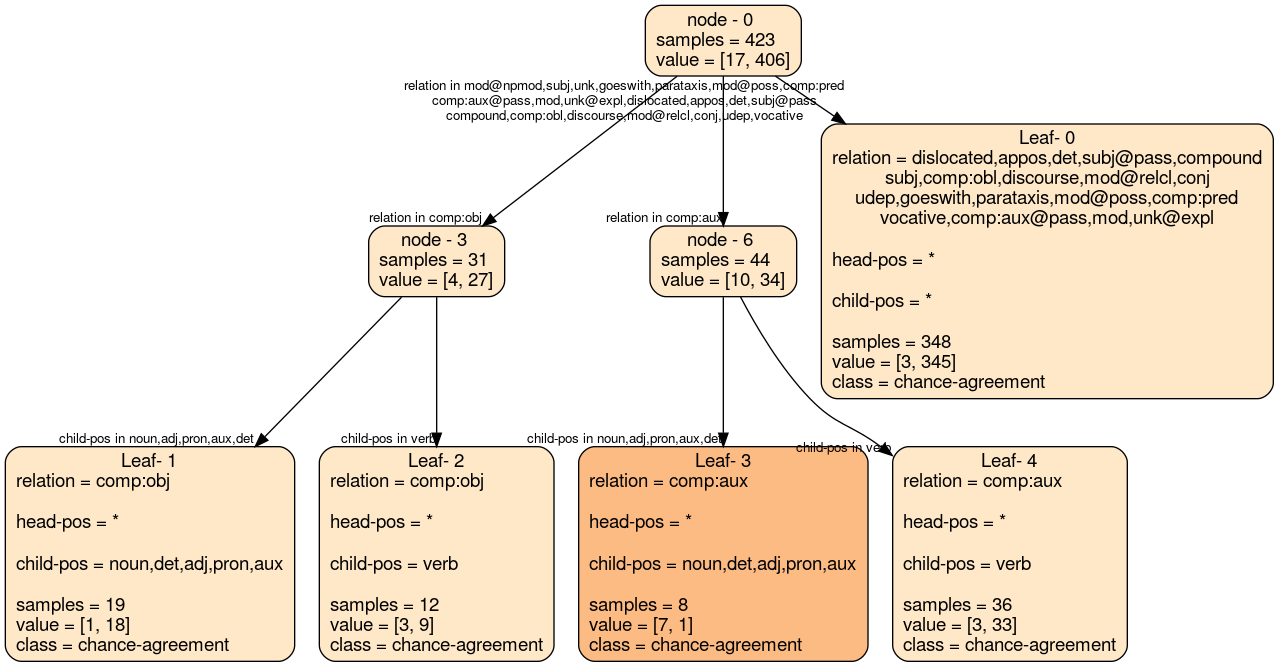 node - 0
samples = 423
value = [17, 406]
relation in mod@npmod,subj,unk,goeswith,parataxis,mod@poss,comp:pred
comp:aux@pass,mod,unk@expl,dislocated,appos,det,subj@pass
compound,comp:obl,discourse,mod@relcl,conj,udep,vocative
Leaf- 0
relation = dislocated,appos,det,subj@pass,compound
subj,comp:obl,discourse,mod@relcl,conj
udep,goeswith,parataxis,mod@poss,comp:pred
vocative,comp:aux@pass,mod,unk@expl
head-pos = *
child-pos = *
samples = 348
value = [3, 345]
class = chance-agreement
relation in comp:obj
node - 3
samples = 31
value = [4, 27]
relation in comp:aux
node - 6
samples = 44
value = [10, 34]
child-pos in noun,adj,pron,aux,det
Leaf- 1
relation = comp:obj
head-pos = *
child-pos = noun,det,adj,pron,aux
samples = 19
value = [1, 18]
class = chance-agreement
child-pos in verb
Leaf- 2
relation = comp:obj
head-pos = *
child-pos = verb
samples = 12
value = [3, 9]
class = chance-agreement
child-pos in noun,adj,pron,aux,det
Leaf- 3
relation = comp:aux
head-pos = *
child-pos = noun,det,adj,pron,aux
samples = 8
value = [7, 1]
class = chance-agreement
child-pos in verb
Leaf- 4
relation = comp:aux
head-pos = *
child-pos = verb
samples = 36
value = [3, 33]
class = chance-agreement